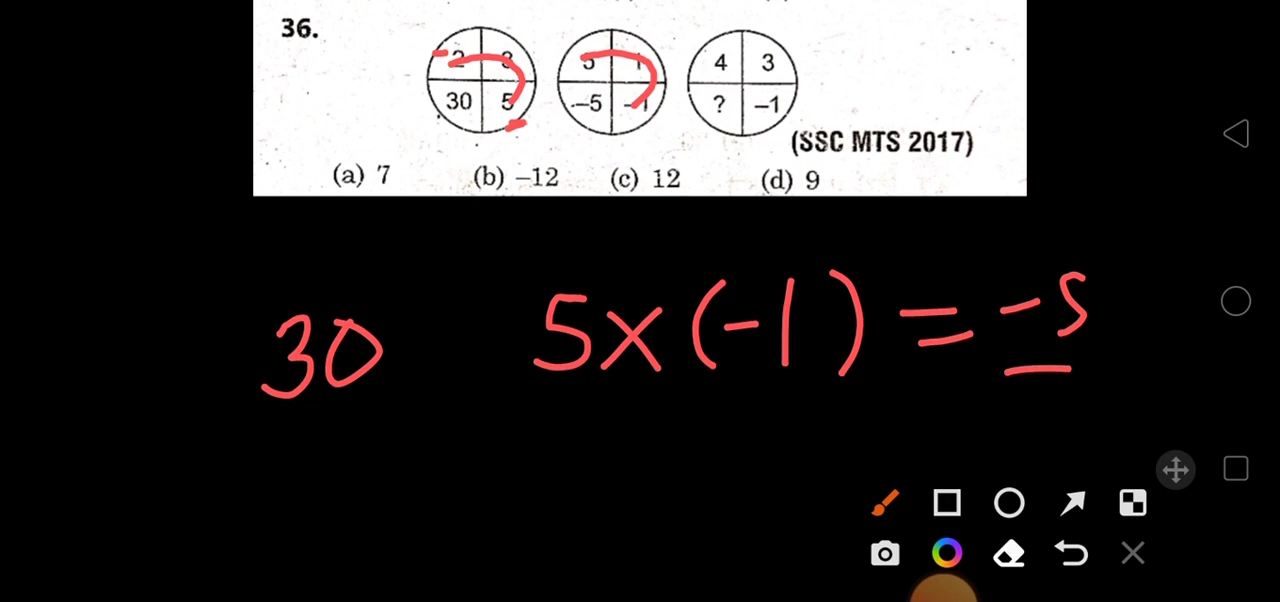 36.
2 3 5 1 4 3
30 5 -5 -1 ? -1
(SSC MTS 2017)
(a) 7 (b) -12 (c) 12 (d) 9
30 5x(-1) = -5